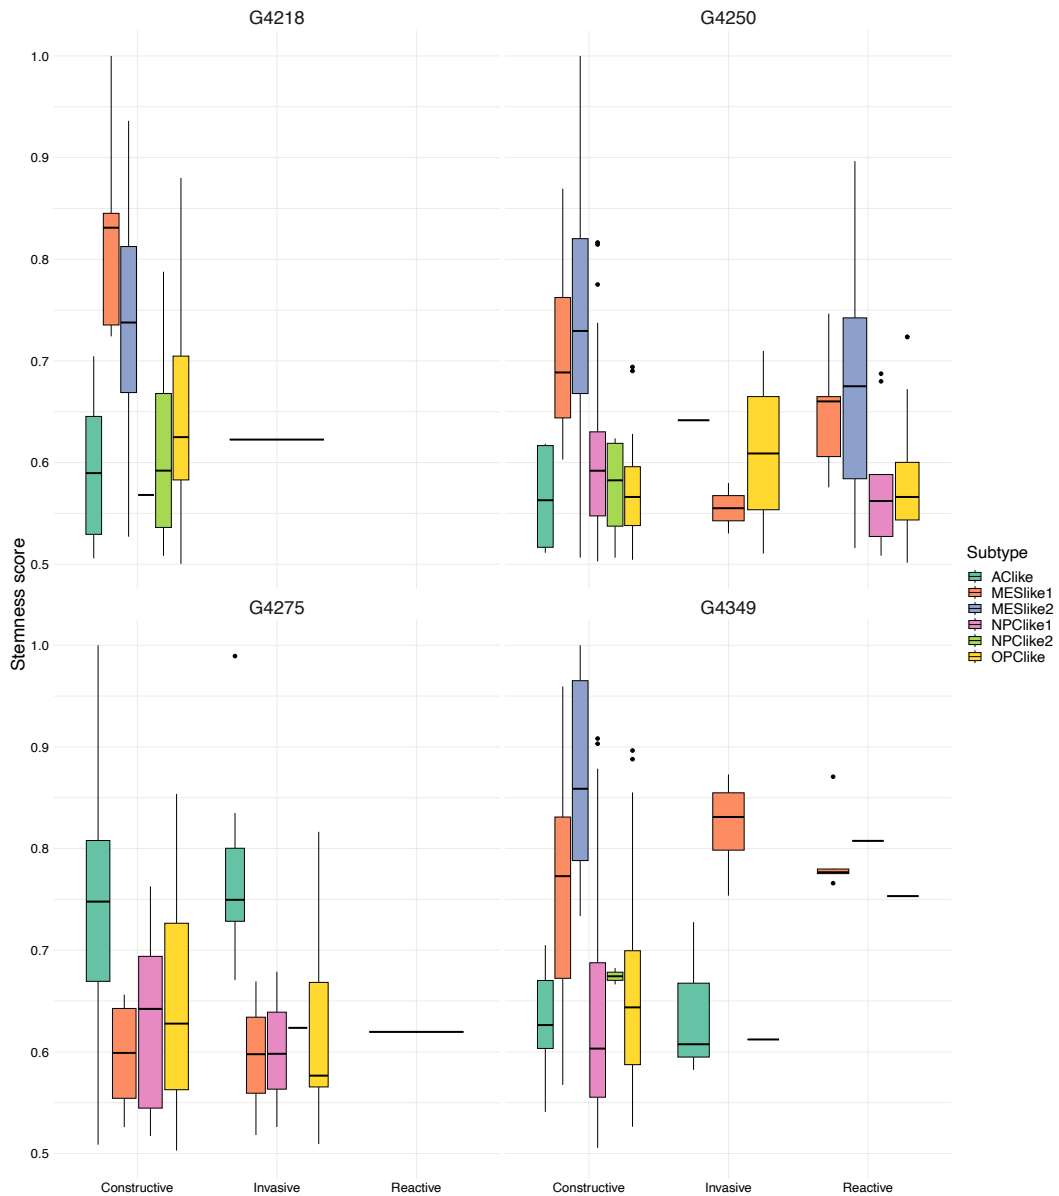 G4218
G4250
1.0
0.9
0.8
0.7
0.6
0.5
Stemness score
G4275
G4349
1.0
0.9
0.8
0.7
0.6
0.5
Constructive
Invasive
Reactive
Constructive
Invasive
Reactive
Subtype
AClike
MESlike1
MESlike2
NPClike1
NPClike2
OPClike